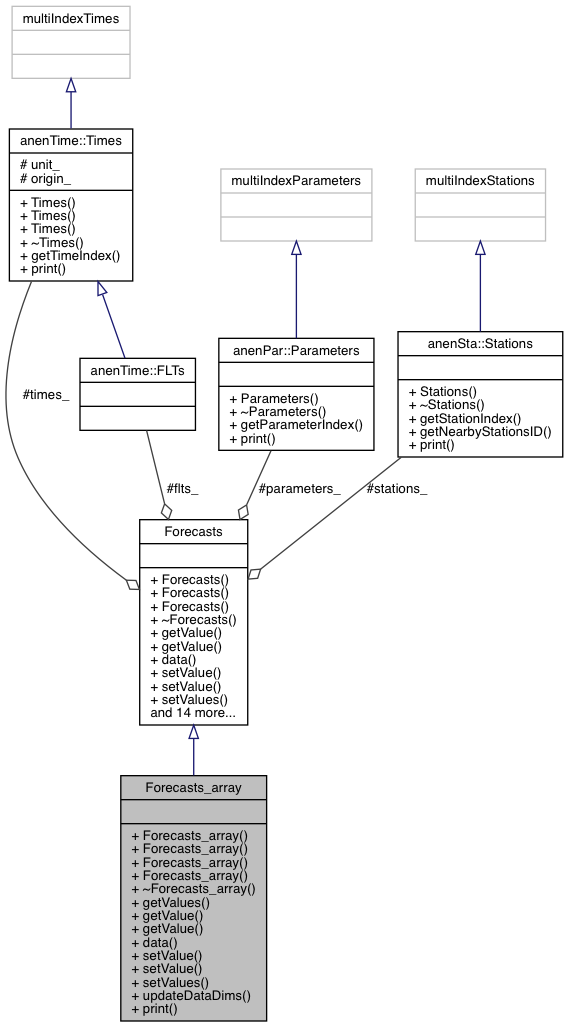 multiIndexTimes
anenTime::Times
# unit_
# origin_
+ Times()
+ Times()
+ Times()
+ ~Times()
+ getTimeIndex()
+ print()
multiIndexParameters
multiIndexStations
anenTime::FLTs
anenPar::Parameters
+ Parameters()
+ ~Parameters()
+ getParameterIndex()
+ print()
anenSta::Stations
+ Stations()
+ ~Stations()
+ getStationIndex()
+ getNearbyStationsID()
+ print()
#times_
#flts_
#parameters_
#stations_
Forecasts
+ Forecasts()
+ Forecasts()
+ Forecasts()
+ ~Forecasts()
+ getValue()
+ getValue()
+ data()
+ setValue()
+ setValue()
+ setValues()
and 14 more...
Forecasts_array
+ Forecasts_array()
+ Forecasts_array()
+ Forecasts_array()
+ Forecasts_array()
+ ~Forecasts_array()
+ getValues()
+ getValue()
+ getValue()
+ data()
+ setValue()
+ setValue()
+ setValues()
+ updateDataDims()
+ print()